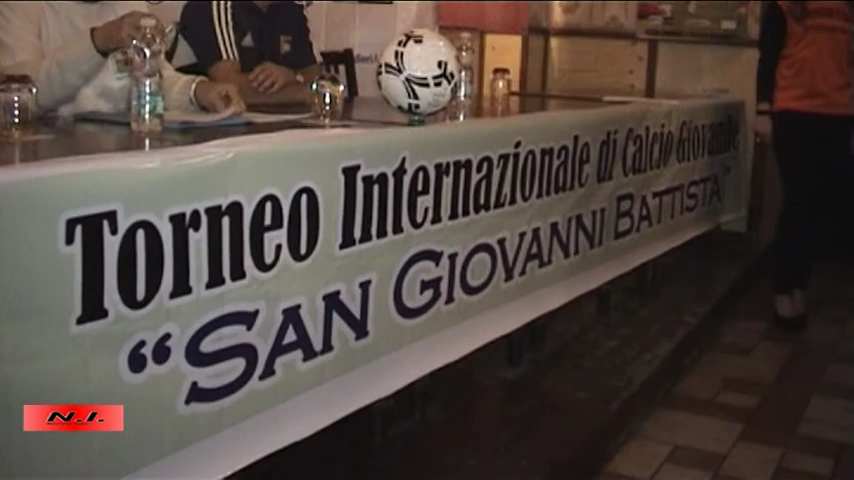 Torneo Internazionale di Calcio Giovanile
“SAN GIOVANNI BATTISTA”
N.I.